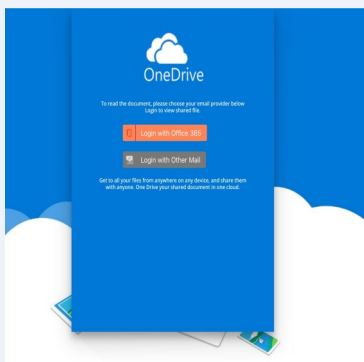 OneDrive
To read the document, please choose your email provider below
Login to view shared file.
Login with Office 365
Login with Other Mail
Get to all your files from anywhere on any device, and share them
with anyone. One Drive your shared document in one cloud.